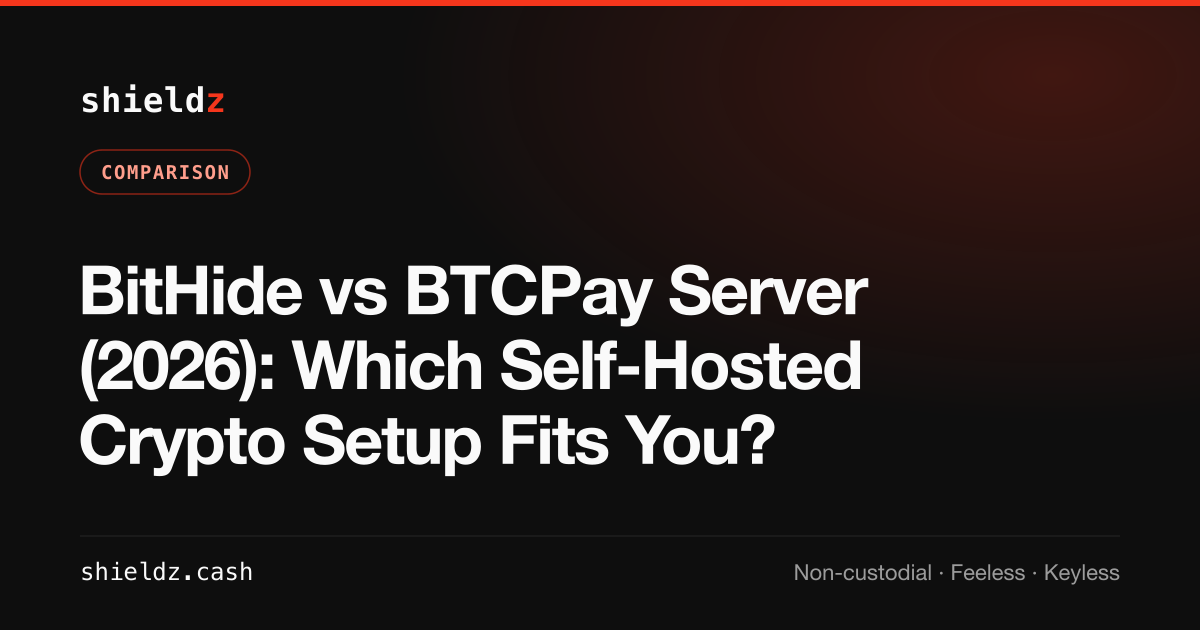 shieldz
COMPARISON
BitHide vs BTCPay Server
(2026): Which Self-Hosted
Crypto Setup Fits You?
shieldz.cash
Non-custodial · Feeless · Keyless